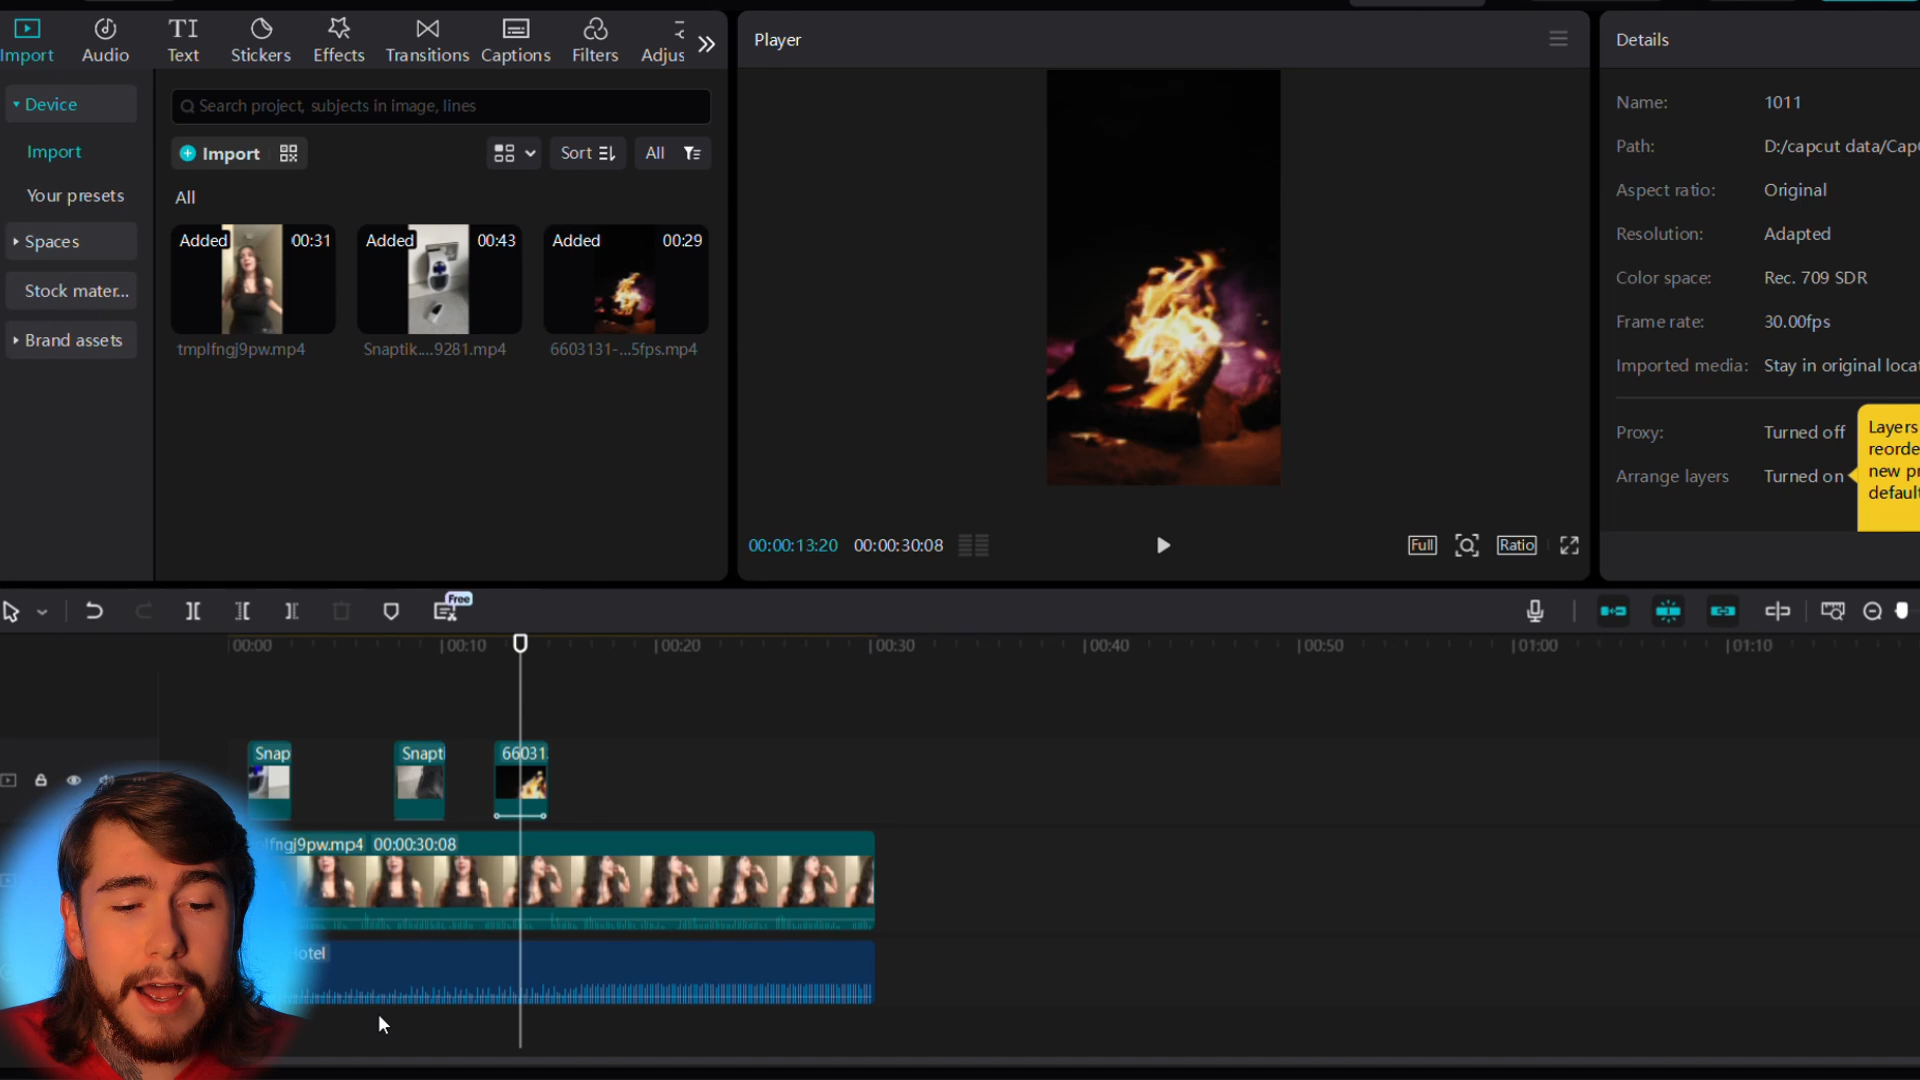 Import
Audio
TI
Text
Stickers
Effects
Transitions
Captions
Filters
Adjus
Player
Details
Device
Import
Your presets
Spaces
Stock mater...
Brand assets
Search project, subjects in image, lines
Import
Sort
All
All
Added 00:31
Added 00:43
Added 00:29
tmplfngj9pw.mp4
Snaptik....9281.mp4
6603131-...5fps.mp4
00:00:13:20 00:00:30:08
Full
Ratio
Name: 1011
Path: D:/capcut data/Cap
Aspect ratio: Original
Resolution: Adapted
Color space: Rec. 709 SDR
Frame rate: 30.00fps
Imported media: Stay in original loca
Proxy: Turned off
Arrange layers Turned on
Layers
reorde
new pr
default
Free
00:00 00:10 00:20 00:30 00:40 00:50 01:00 01:10
Snap
Snapti
66031
plfngj9pw.mp4 00:00:30:08
Hotel